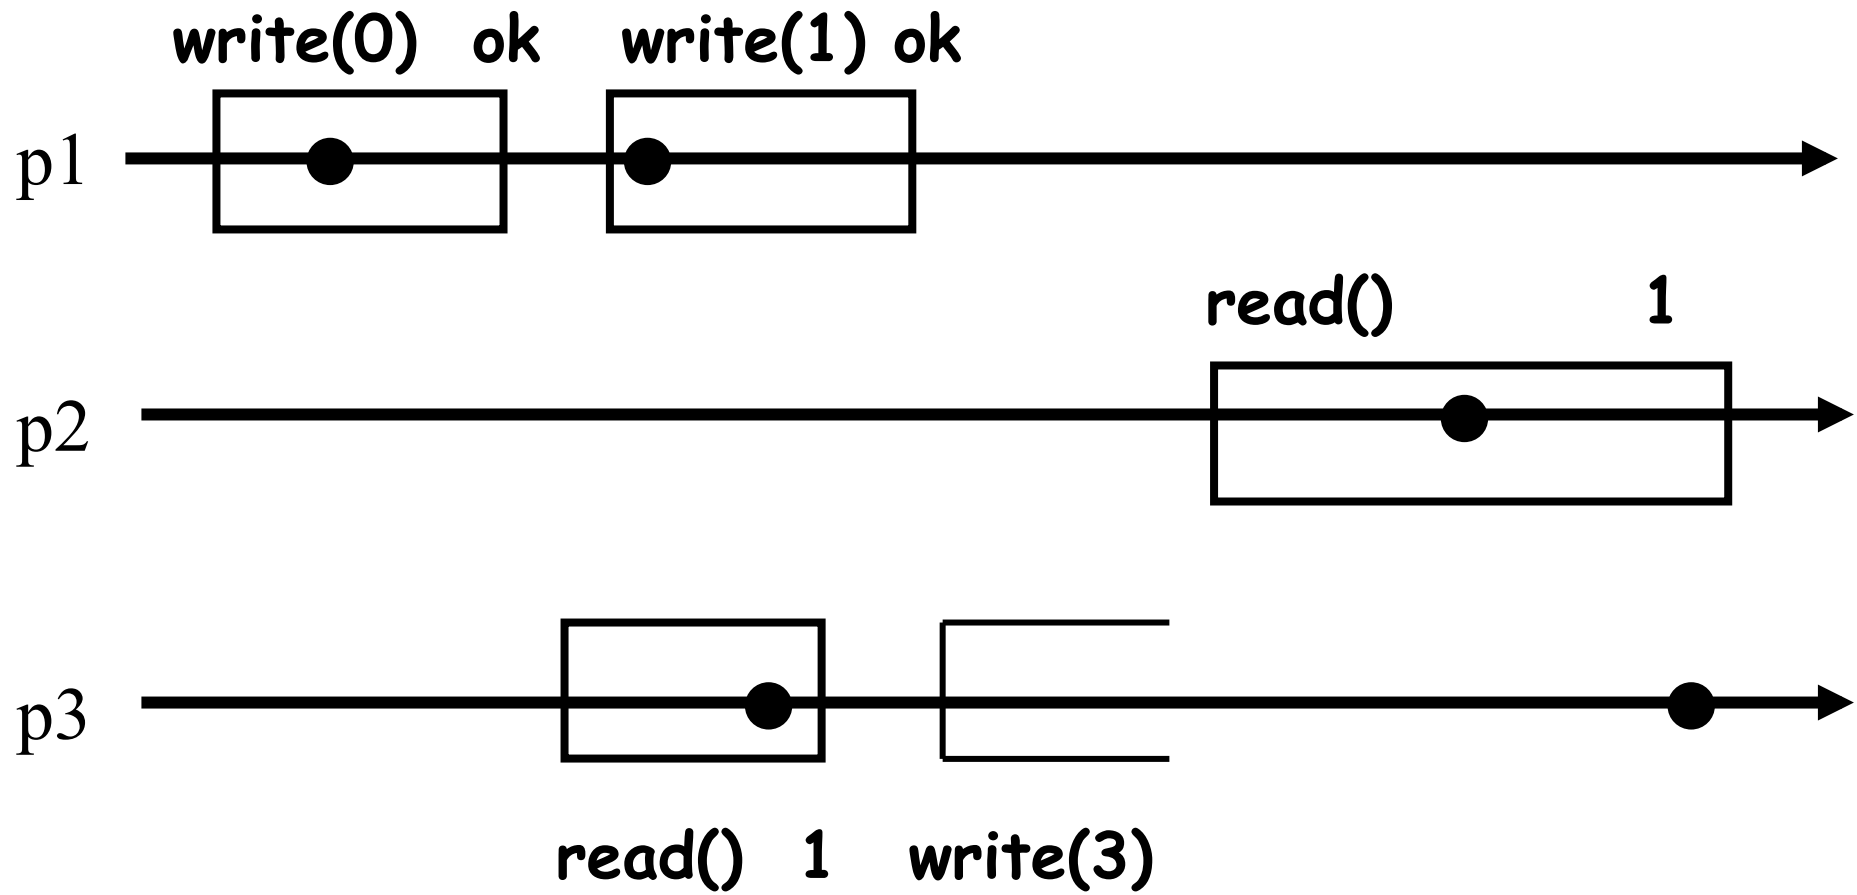 write(0) ok write(1) ok
p1
read() 1
p2
p3
read() 1 write(3)